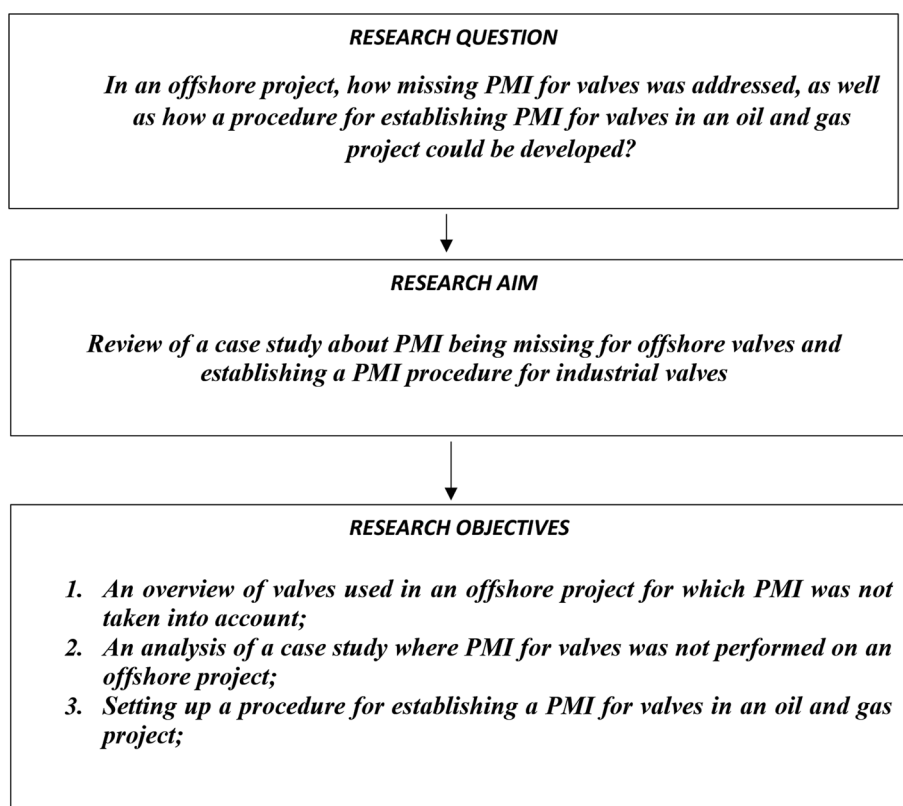 RESEARCH QUESTION
In an offshore project, how missing PMI for valves was addressed, as well
as how a procedure for establishing PMI for valves in an oil and gas
project could be developed?
RESEARCH AIM
Review of a case study about PMI being missing for offshore valves and
establishing a PMI procedure for industrial valves
RESEARCH OBJECTIVES
1. An overview of valves used in an offshore project for which PMI was not
taken into account;
2. An analysis of a case study where PMI for valves was not performed on an
offshore project;
3. Setting up a procedure for establishing a PMI for valves in an oil and gas
project;